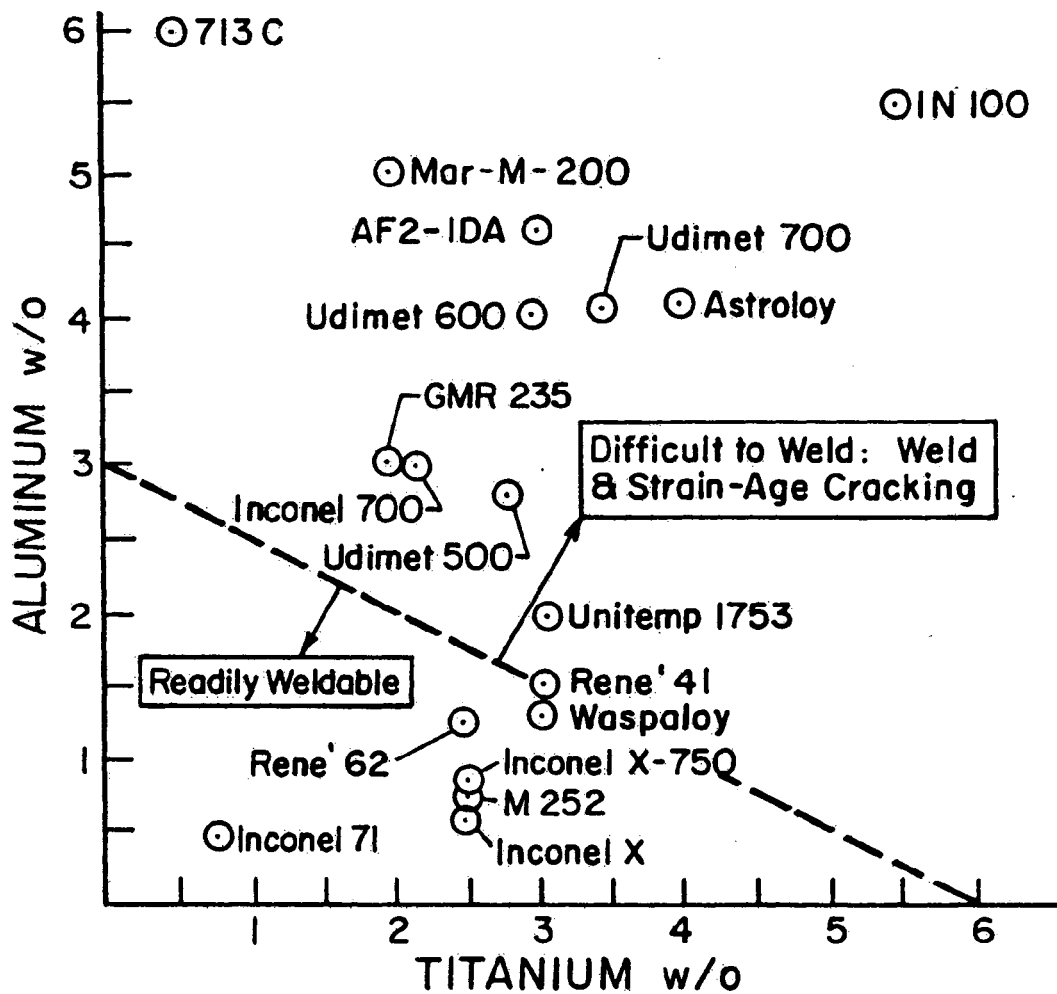 6
713 C
IN 100
5
Mar-M-200
AF2-1DA
Udimet 700
Udimet 600
Astroloy
4
GMR 235
Difficult to Weld: Weld
& Strain-Age Cracking
3
Inconel 700
Udimet 500
2
Unitemp 1753
Readily Weldable
Rene' 41
Waspaloy
Rene' 62
Inconel X-750
1
M 252
Inconel 71
Inconel X
ALUMINUM w/o
1 2 3 4 5 6
TITANIUM w/o